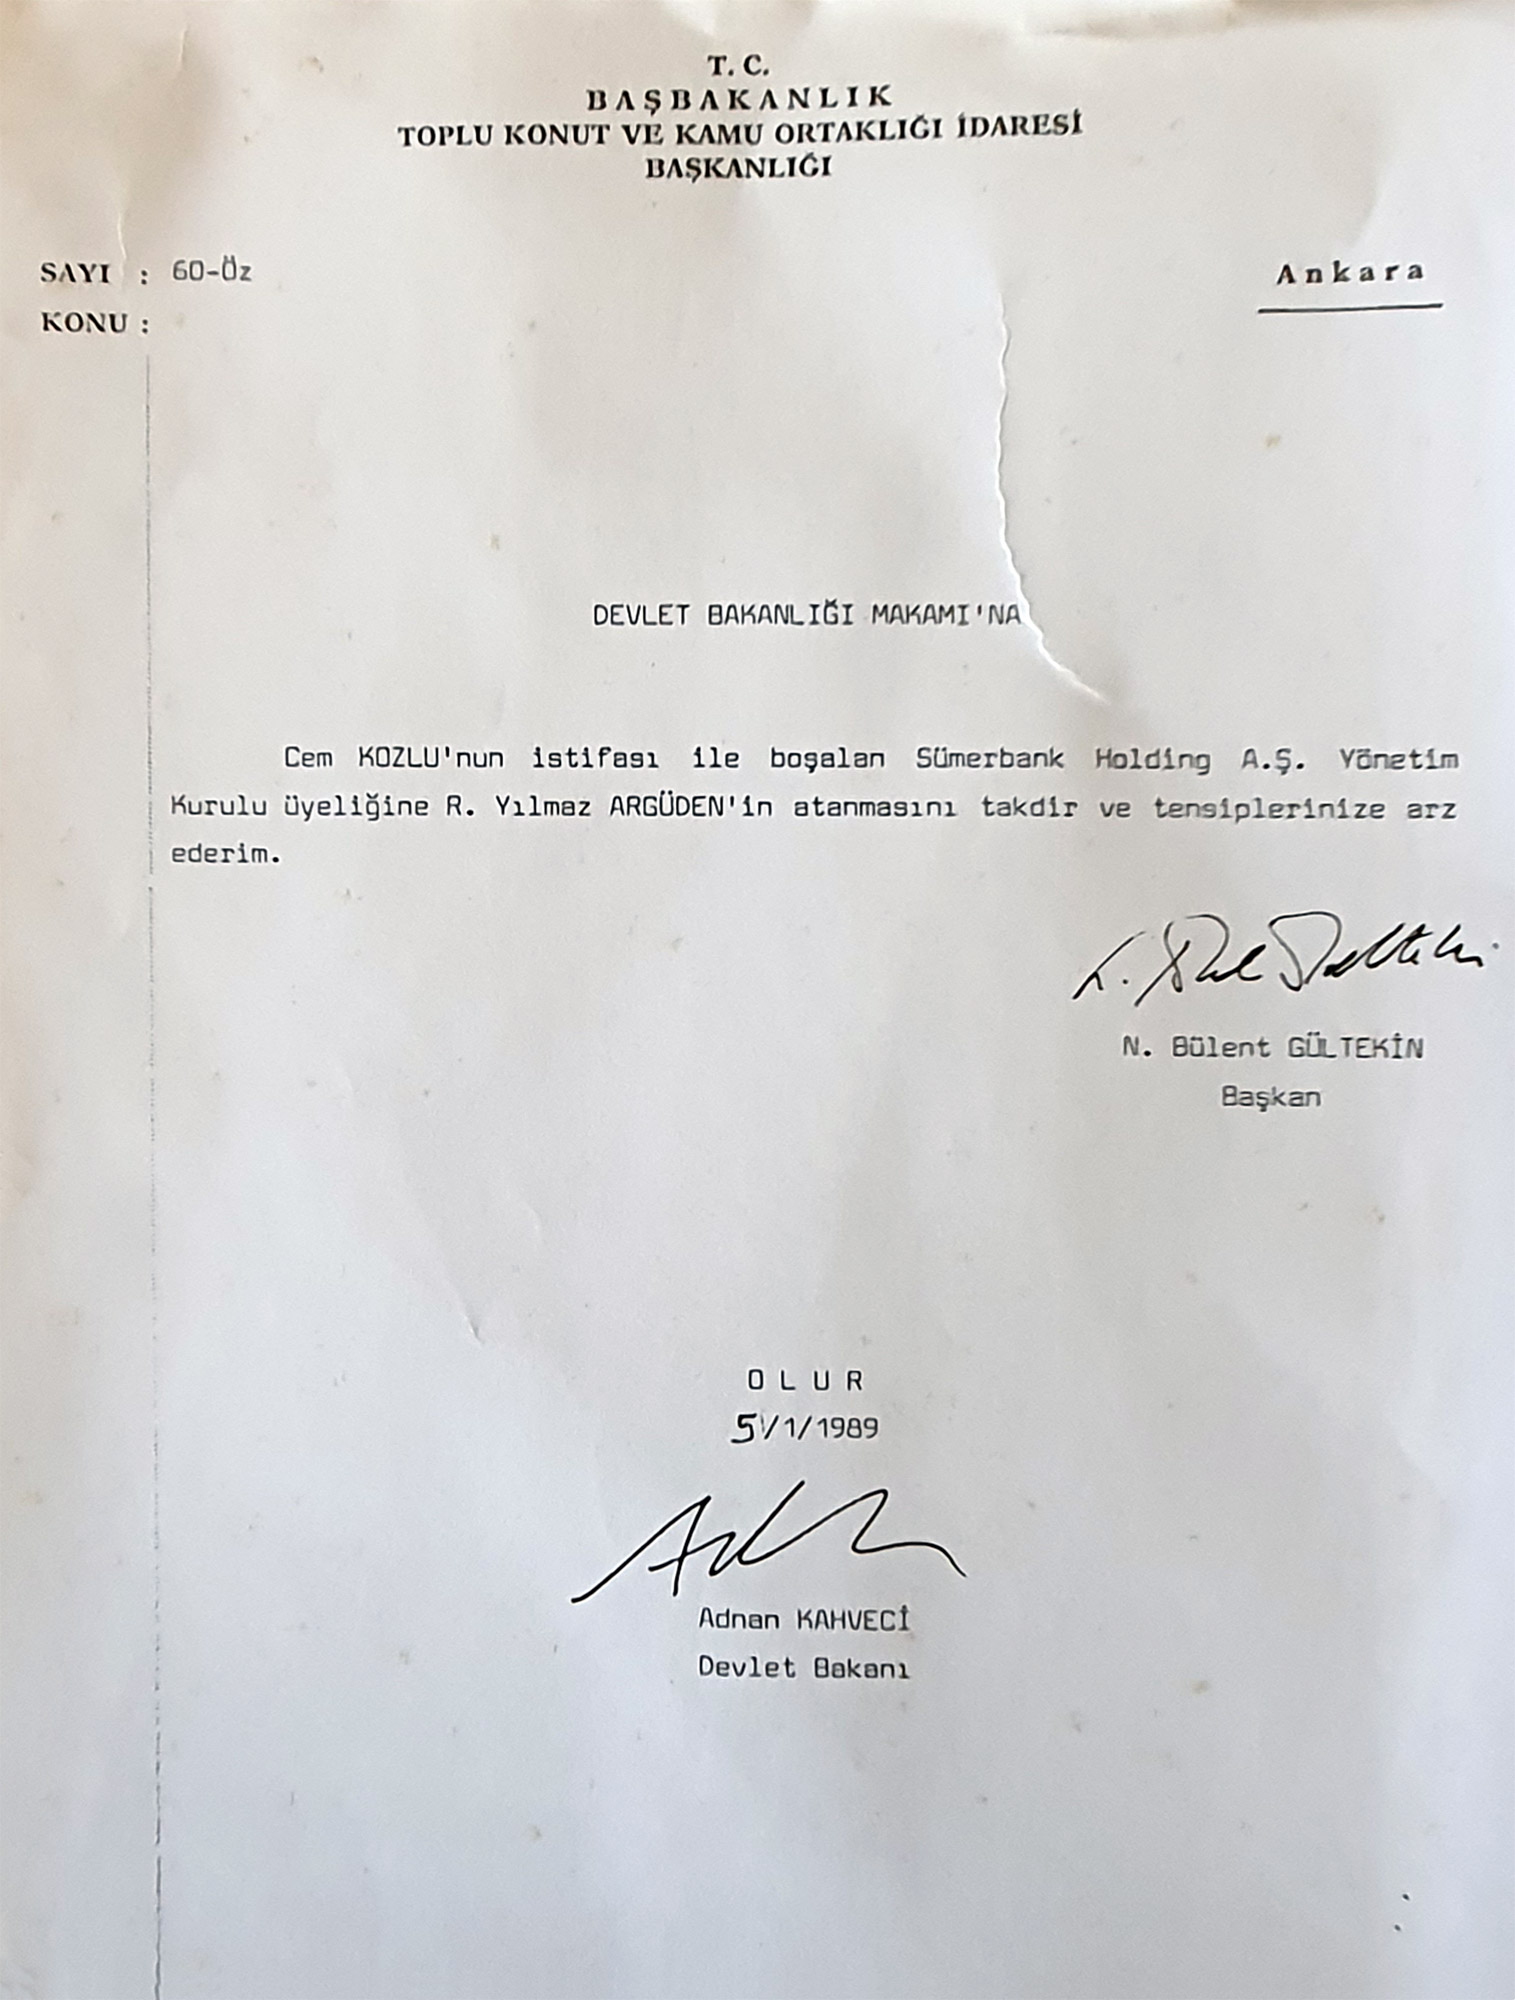 T. C.
BAŞBAKANLIK
TOPLU KONUT VE KAMU ORTAKLIĞI İDARESİ
BAŞKANLIĞI
SAYI : 60-Öz
Ankara
KONU :
DEVLET BAKANLIĞI MAKAMI'NA
Cem KOZLU'nun istifası ile boşalan Sümerbank Holding A.Ş. Yönetim
Kurulu üyeliğine R. Yılmaz ARGÜDEN'in atanmasını takdir ve tensiplerinize arz
ederim.
N. Bülent GÜLTEKİN
Başkan
O L U R
5/1/1989
Adnan KAHVECİ
Devlet Bakanı